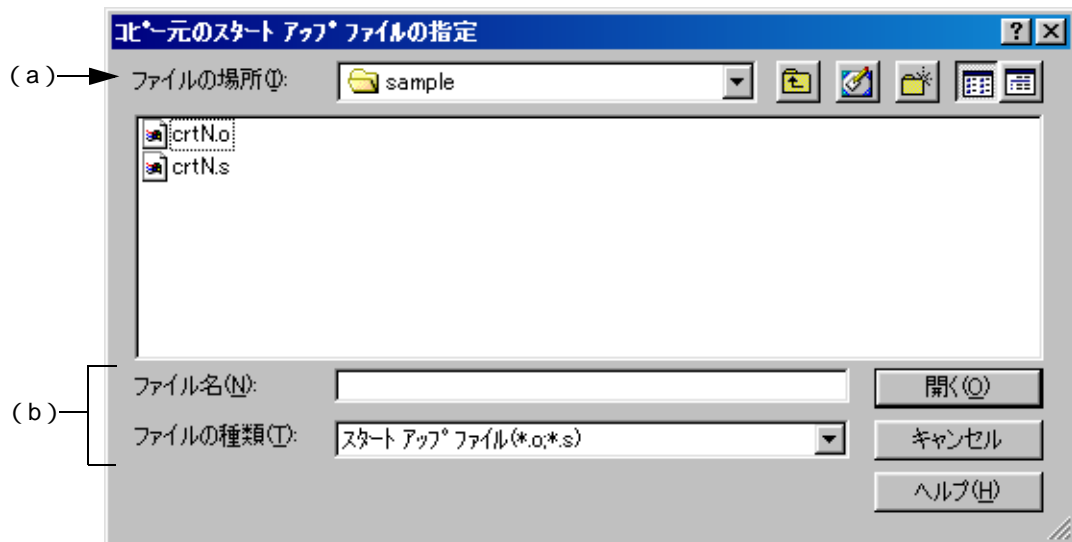 コピー元のスタート アップ ファイルの指定
(a)
ファイルの場所(I):
sample
crtN.o
crtN.s
(b)
ファイル名(N):
開く(O)
ファイルの種類(T):
スタート アップ ファイル(*.o;*.s)
キャンセル
ヘルプ(H)